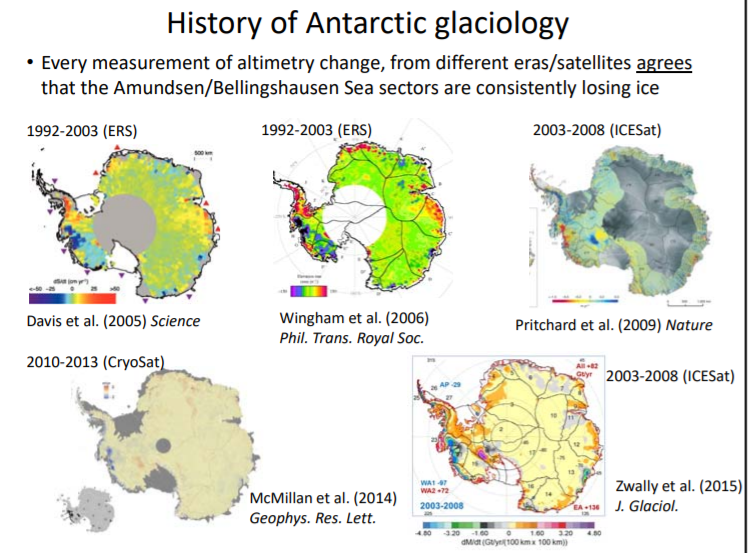 History of Antarctic glaciology
• Every measurement of altimetry change, from different eras/satellites agrees
that the Amundsen/Bellingshausen Sea sectors are consistently losing ice
1992-2003 (ERS)
500 km
dS/dt (cm yr⁻¹)
<-50 -25 0 25 >50
Davis et al. (2005) Science
1992-2003 (ERS)
Wingham et al. (2006)
Phil. Trans. Royal Soc.
2003-2008 (ICESat)
Pritchard et al. (2009) Nature
2010-2013 (CryoSat)
McMillan et al. (2014)
Geophys. Res. Lett.
2003-2008 (ICESat)
All +82
Gt/yr
AP -29
WA1 -97
WA2 +72
2003-2008
EA +136
-4.80 -3.20 -1.60 0 1.60 3.20 4.80
dM/dt (Gt/yr/(100 km x 100 km))
Zwally et al. (2015)
J. Glaciol.